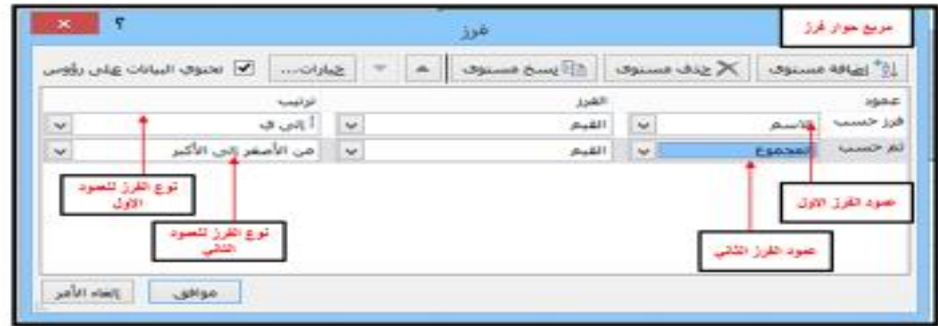 فرز
مربع حوار فرز
إضافة مستوى حذف مستوى نسخ مستوى خيارات... تحتوي البيانات على رؤوس
عمود الفرز ترتيب
فرز حسب الاسم القيم أ إلى ي
ثم حسب المجموع القيم من الأصغر إلى الأكبر
نوع الفرز للعمود
الاول
عمود الفرز الاول
نوع الفرز للعمود
الثاني
عمود الفرز الثاني
موافق إلغاء الأمر